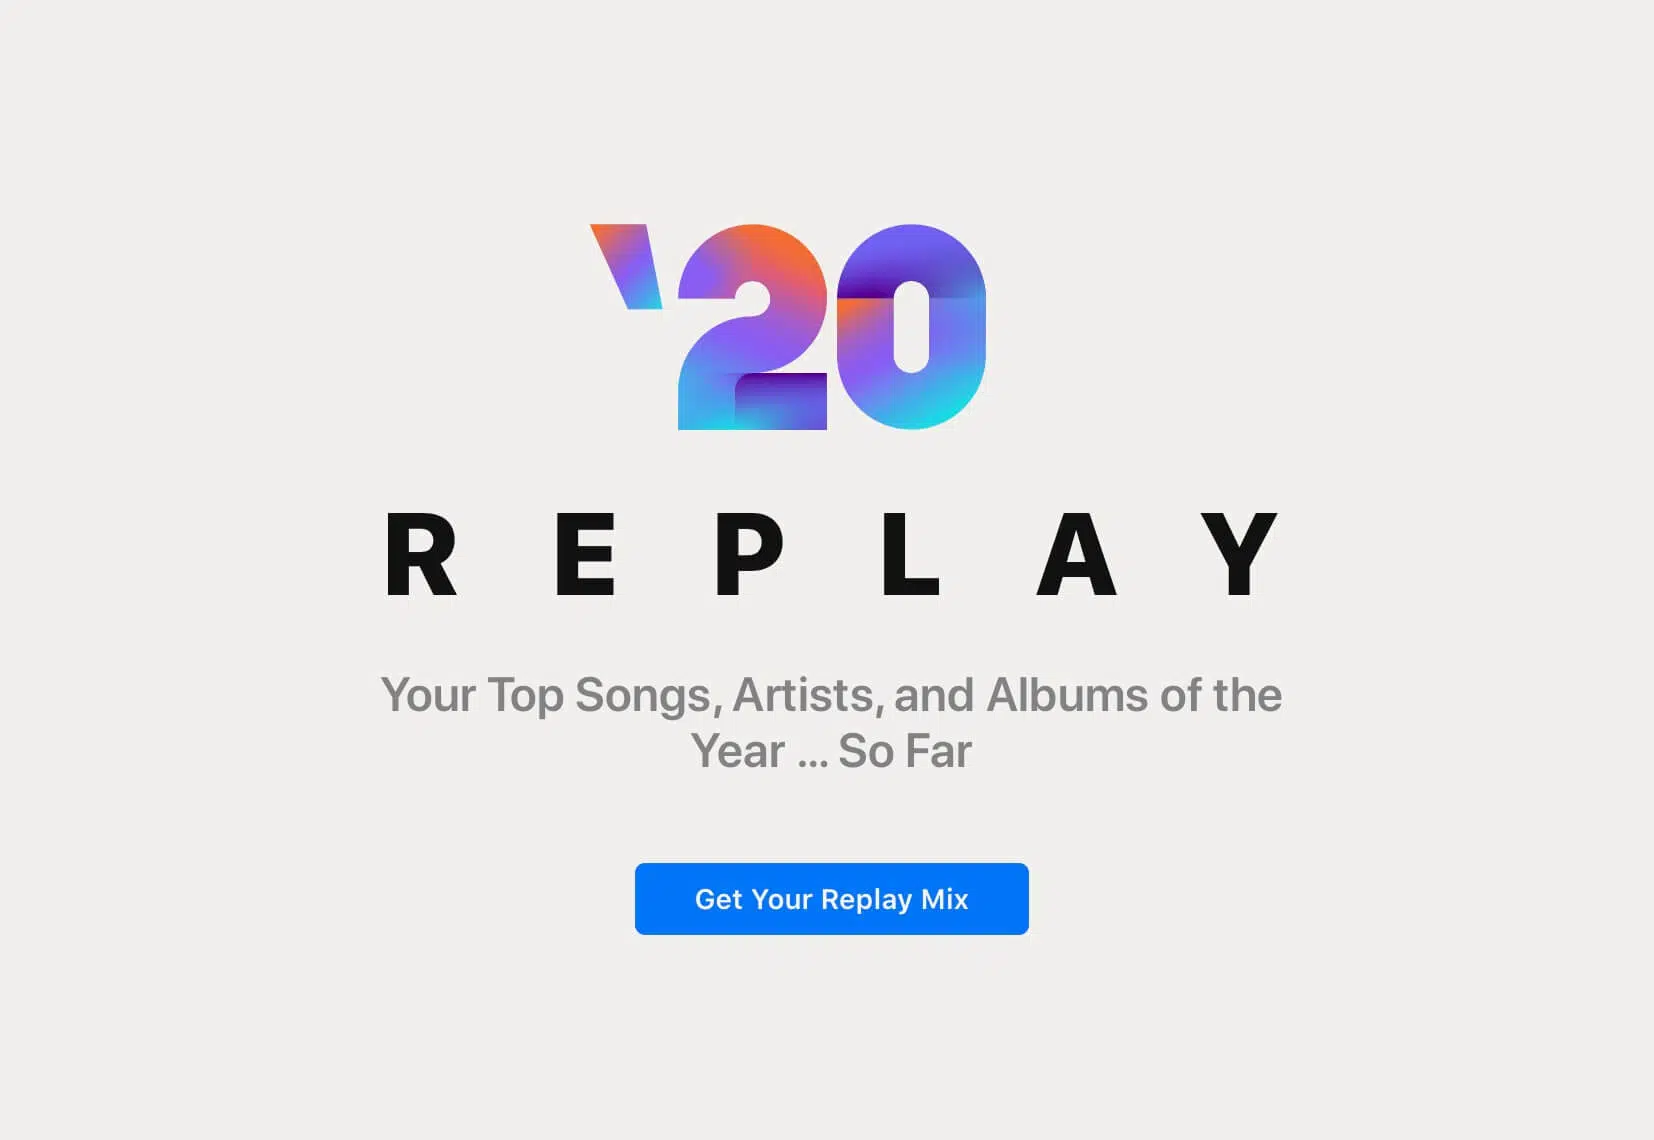 ‘20
REPLAY
Your Top Songs, Artists, and Albums of the
Year ... So Far
Get Your Replay Mix